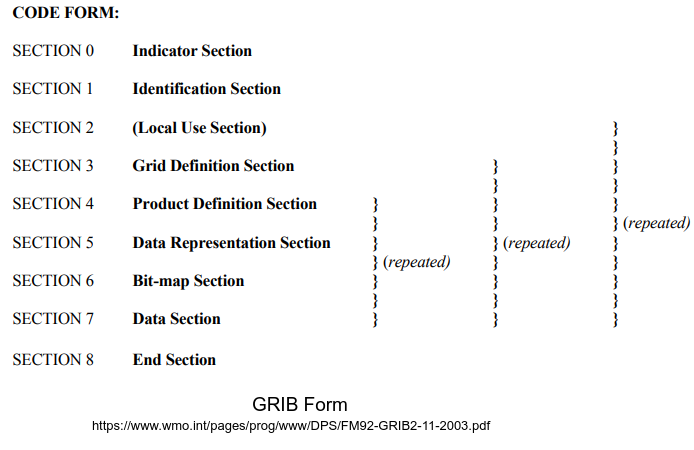 CODE FORM:
SECTION 0 Indicator Section
SECTION 1 Identification Section
SECTION 2 (Local Use Section) }
}
SECTION 3 Grid Definition Section } }
} }
SECTION 4 Product Definition Section } } }
} } } (repeated)
SECTION 5 Data Representation Section } } (repeated) }
} (repeated) } }
SECTION 6 Bit-map Section } } }
} } }
SECTION 7 Data Section } } }
SECTION 8 End Section
GRIB Form
https://www.wmo.int/pages/prog/www/DPS/FM92-GRIB2-11-2003.pdf